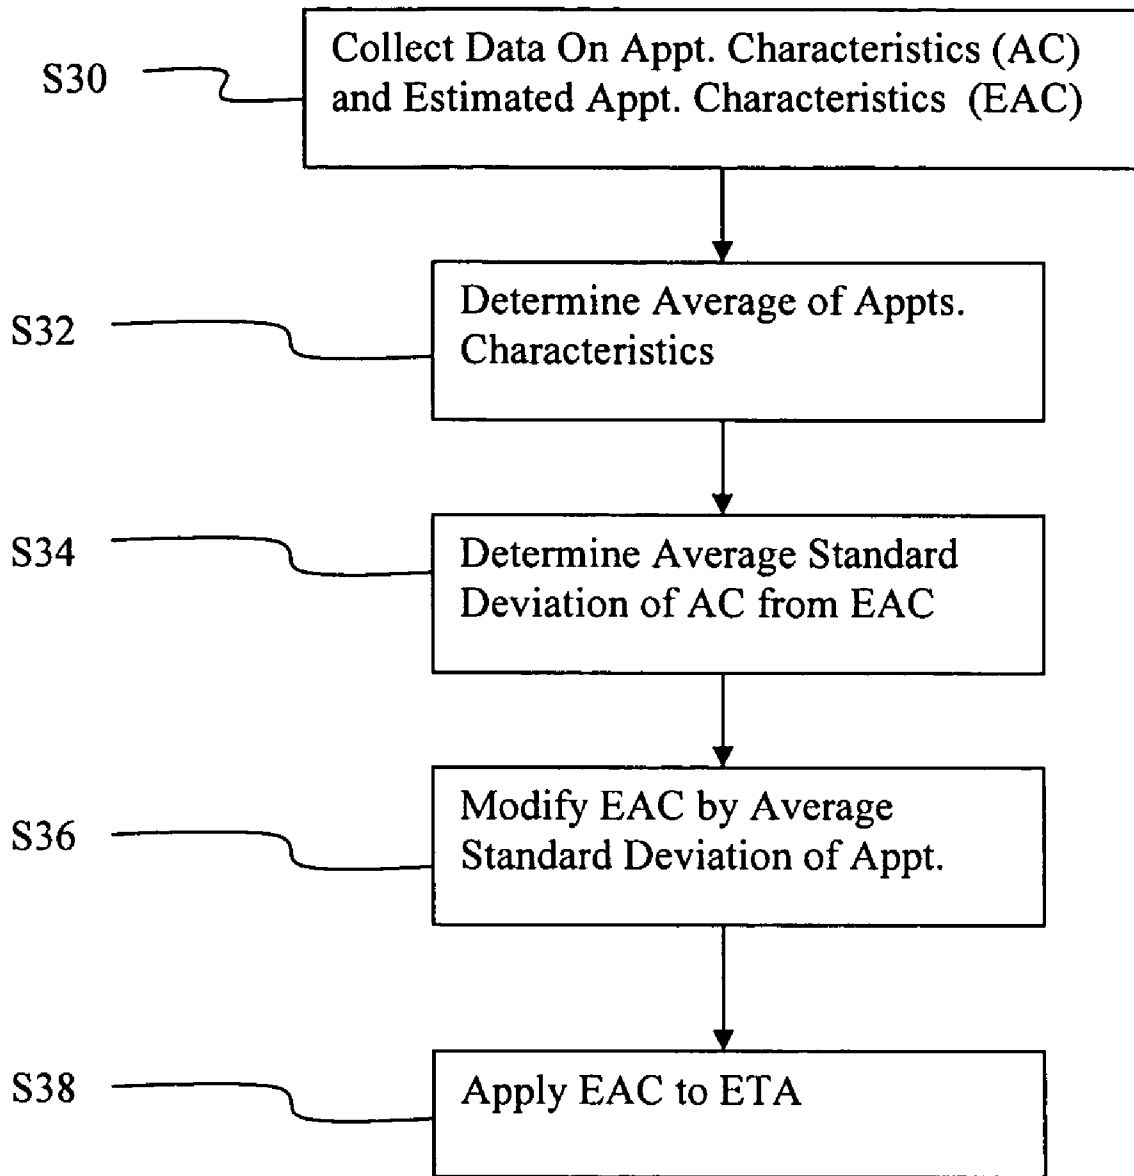 S30
Collect Data On Appt. Characteristics (AC)
and Estimated Appt. Characteristics (EAC)
S32
Determine Average of Appts.
Characteristics
S34
Determine Average Standard
Deviation of AC from EAC
S36
Modify EAC by Average
Standard Deviation of Appt.
S38
Apply EAC to ETA